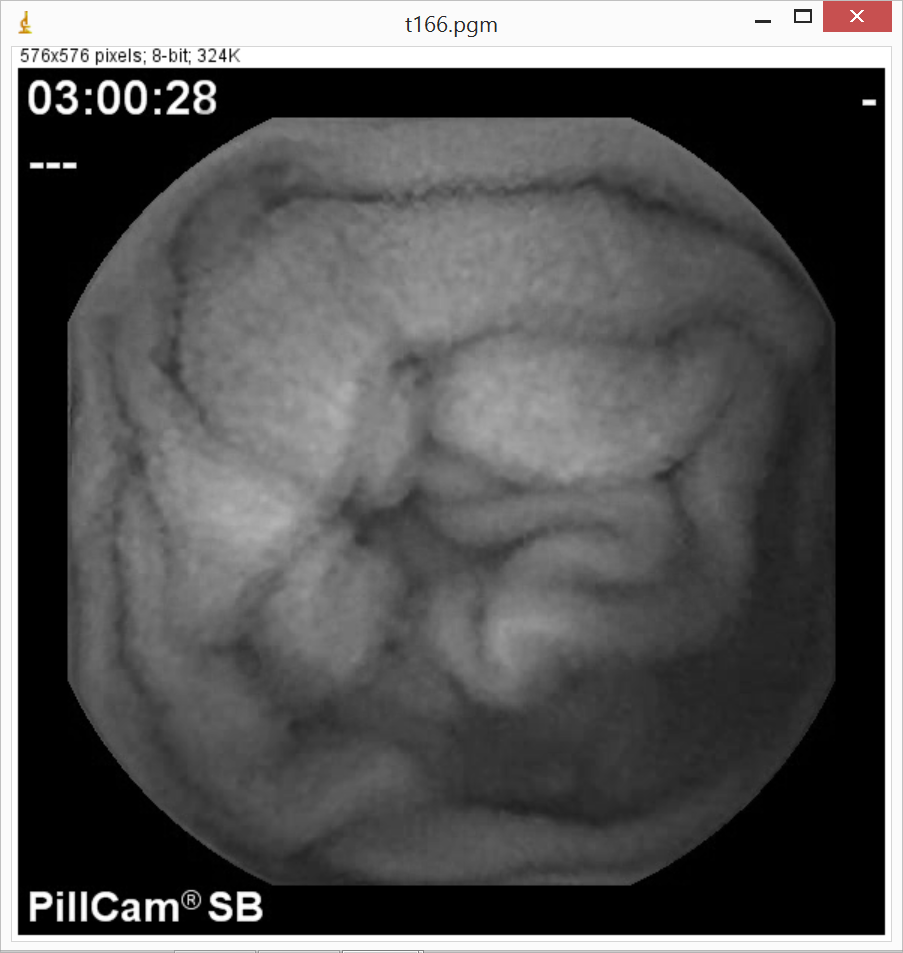 t166.pgm
576x576 pixels; 8-bit; 324K
03:00:28 -
---
PillCam® SB